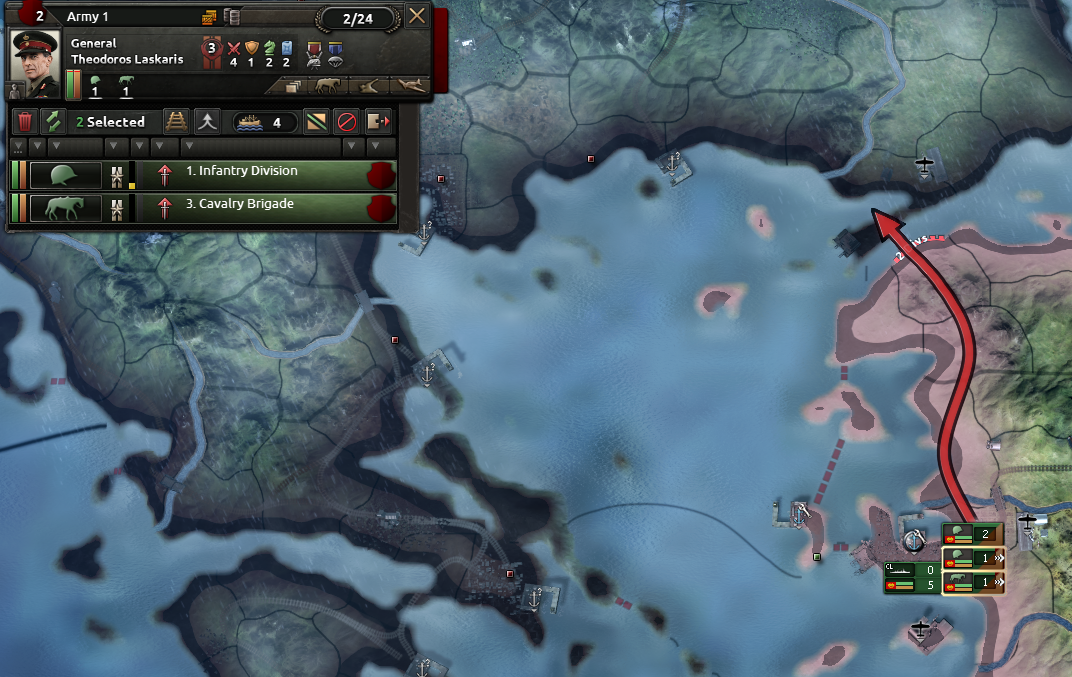 2
Army 1
2/24
General
Theodoros Laskaris
3
4
1
2
2
1
1
2 Selected
4
1. Infantry Division
3. Cavalry Brigade
2
1
CL
0
5
1